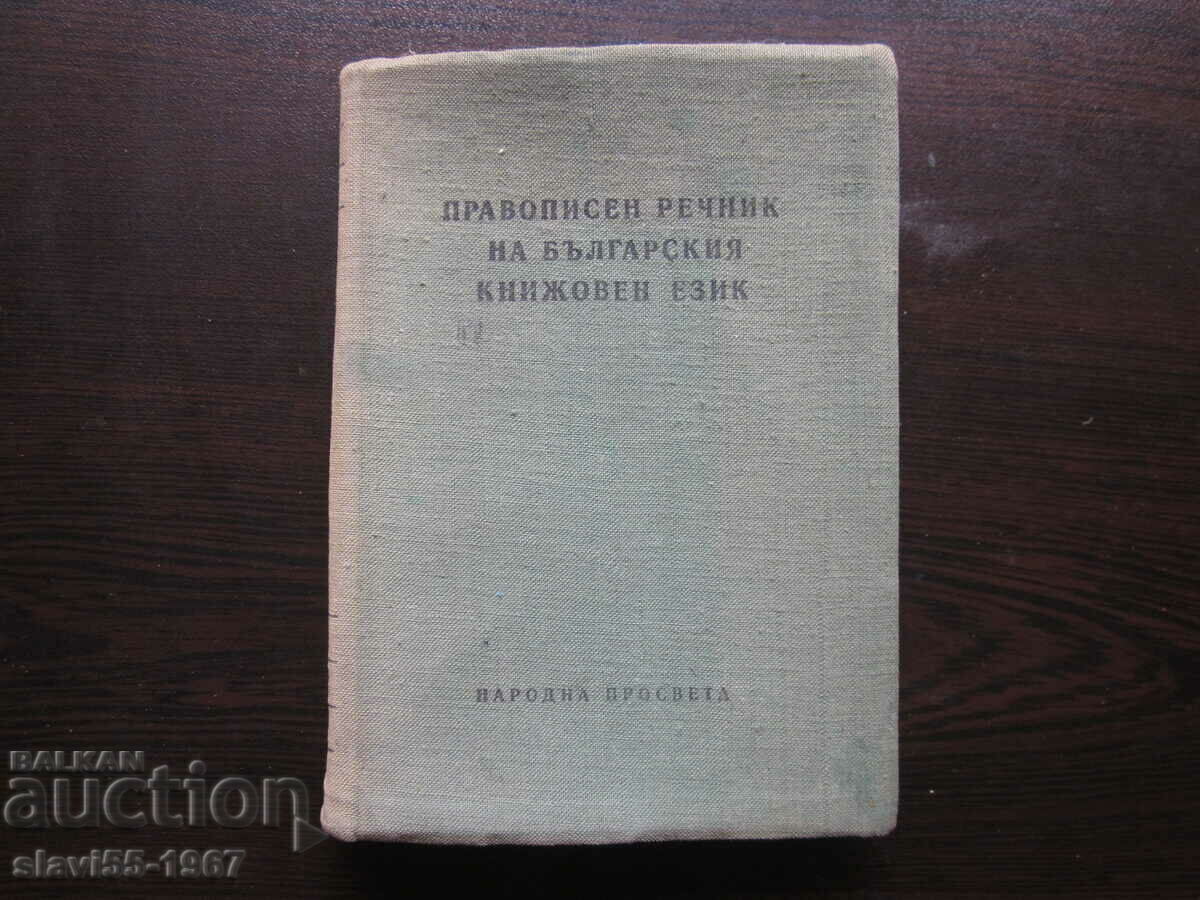 ПРАВОПИСЕН РЕЧНИК
НА БЪЛГАРСКИЯ
КНИЖОВЕН ЕЗИК
НАРОДНА ПРОСВЕТА
BALKAN
auction
slavi55-1967